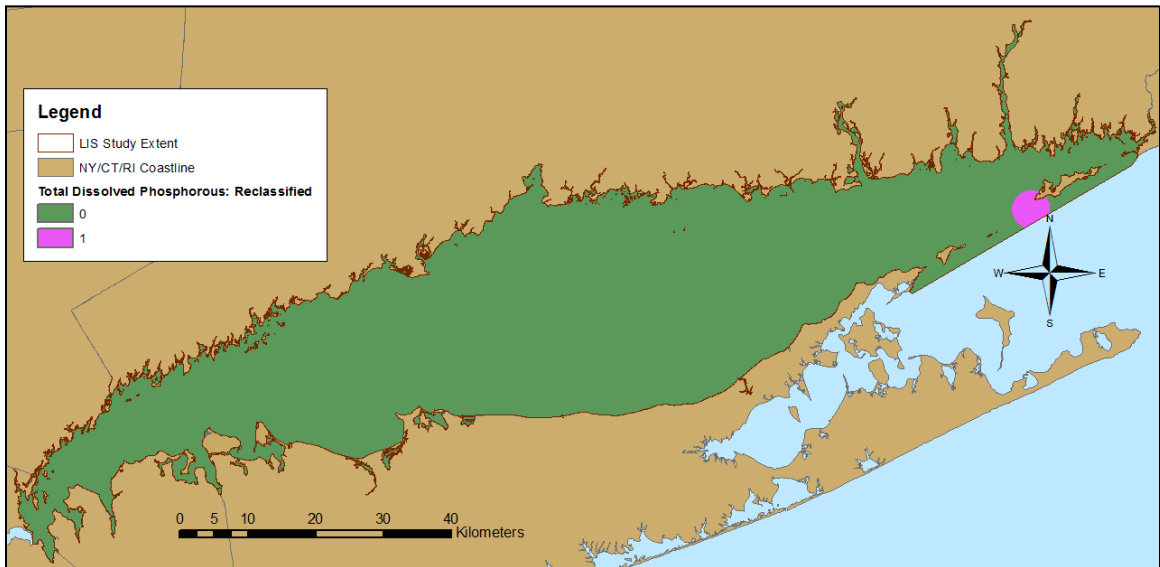 Legend
LIS Study Extent
NY/CT/RI Coastline
Total Dissolved Phosphorous: Reclassified
0
1
N
W E
S
0 5 10 20 30 40
Kilometers